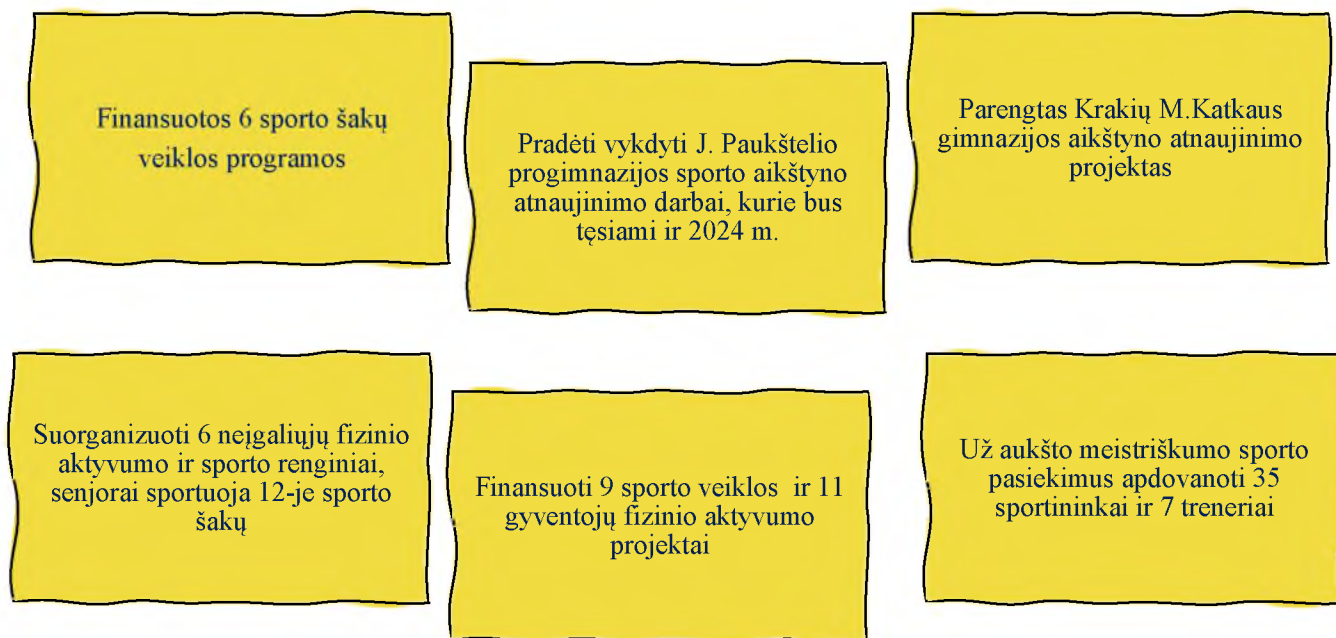 Finansuotos 6 sporto šakų
veiklos programos
Pradėti vykdyti J. Paukštelio
progimnazijos sporto aikštyno
atnaujinimo darbai, kurie bus
tęsiami ir 2024 m.
Parengtas Krakių M.Katkaus
gimnazijos aikštyno atnaujinimo
projektas
Suorganizuoti 6 neįgaliųjų fizinio
aktyvumo ir sporto renginiai,
senjorai sportuoja 12-je sporto
šakų
Finansuoti 9 sporto veiklos ir 11
gyventojų fizinio aktyvumo
projektai
Už aukšto meistriškumo sporto
pasiekimus apdovanoti 35
sportininkai ir 7 treneriai